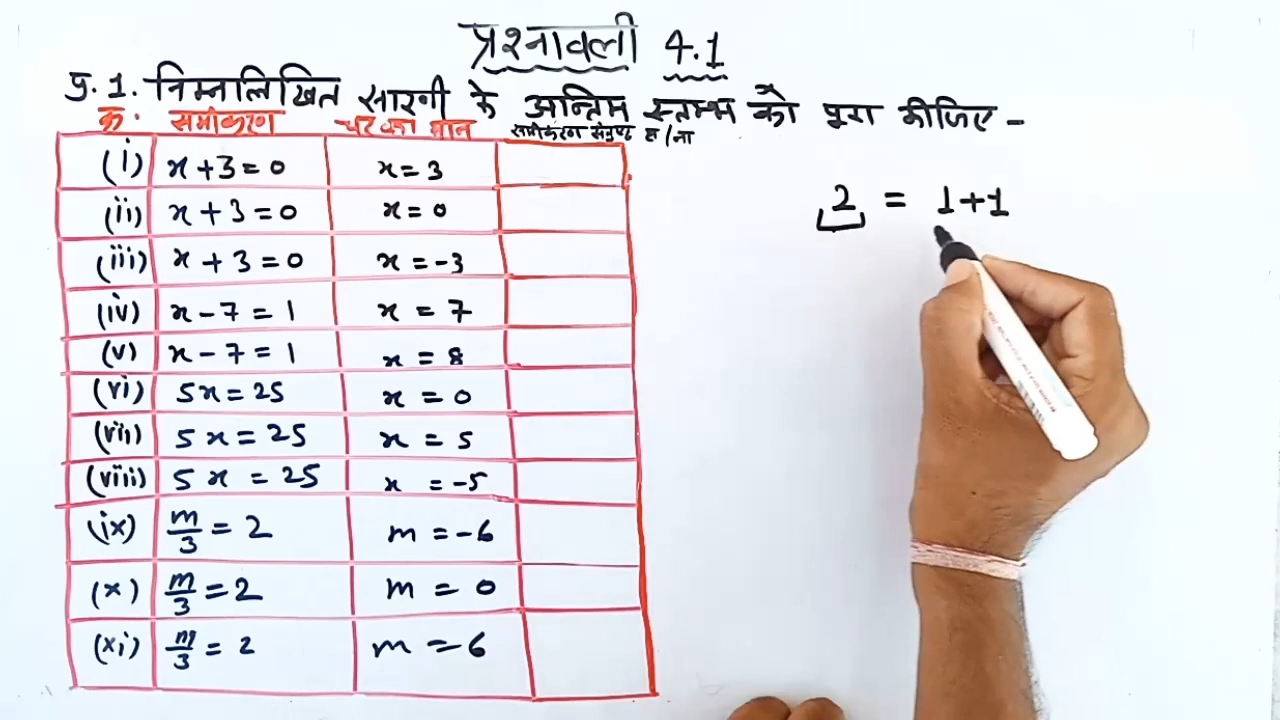 प्रश्नावली 4.1
प्र. 1. निम्नलिखित सारणी के अन्तिम स्तम्भ को पूरा कीजिए -
क्र. समीकरण चर का मान समीकरण संतुष्ट हा/ना
(i) x+3=0 x=3
(ii) x+3=0 x=0
(iii) x+3=0 x=-3
(iv) x-7=1 x=7
(v) x-7=1 x=8
(vi) 5x=25 x=0
(vii) 5x=25 x=5
(viii) 5x=25 x=-5
(ix) m/3=2 m=-6
(x) m/3=2 m=0
(xi) m/3=2 m=6
2 = 1+1